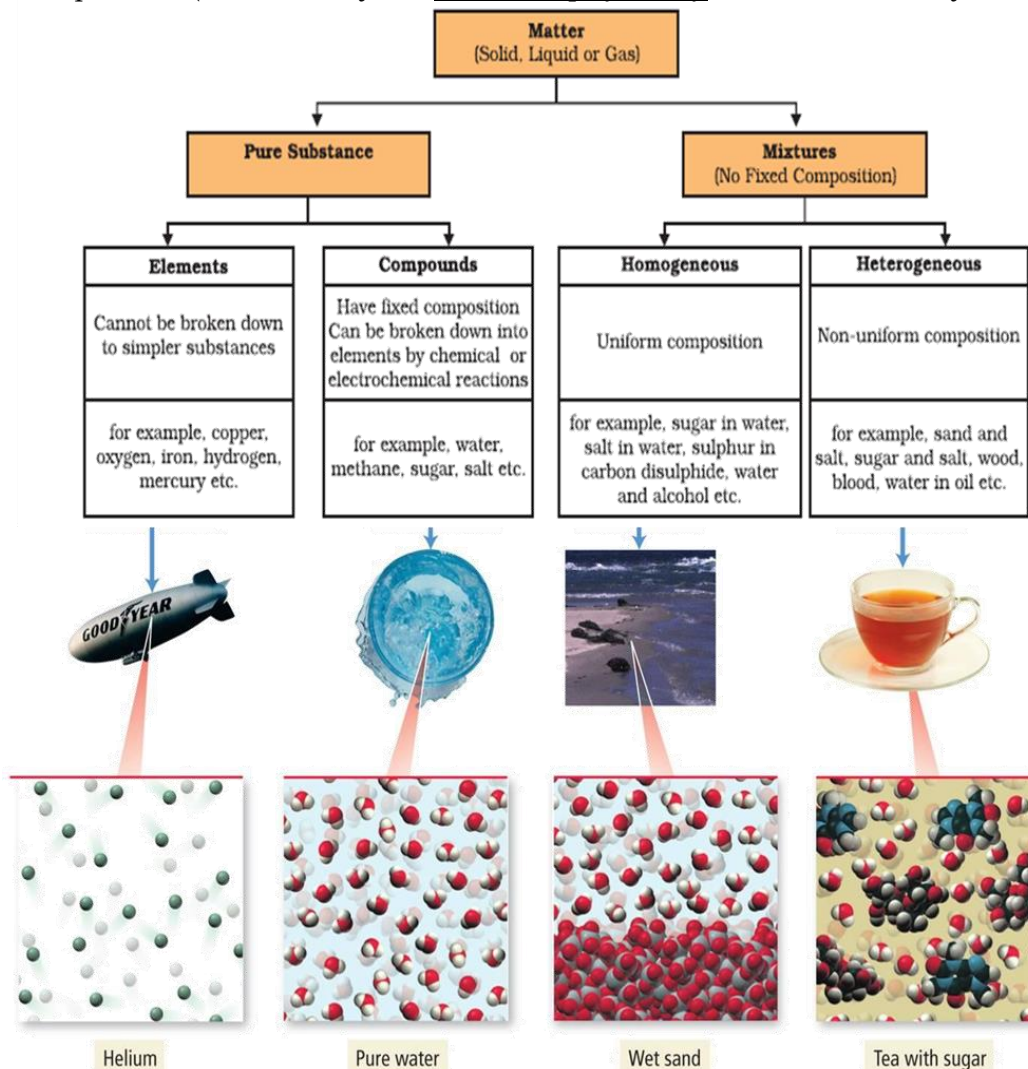 Matter
(Solid, Liquid or Gas)
Pure Substance
Mixtures
(No Fixed Composition)
Elements
Cannot be broken down
to simpler substances
for example, copper,
oxygen, iron, hydrogen,
mercury etc.
Compounds
Have fixed composition
Can be broken down into
elements by chemical or
electrochemical reactions
for example, water,
methane, sugar, salt etc.
Homogeneous
Uniform composition
for example, sugar in water,
salt in water, sulphur in
carbon disulphide, water
and alcohol etc.
Heterogeneous
Non-uniform composition
for example, sand and
salt, sugar and salt, wood,
blood, water in oil etc.
GOOD YEAR
Helium
Pure water
Wet sand
Tea with sugar